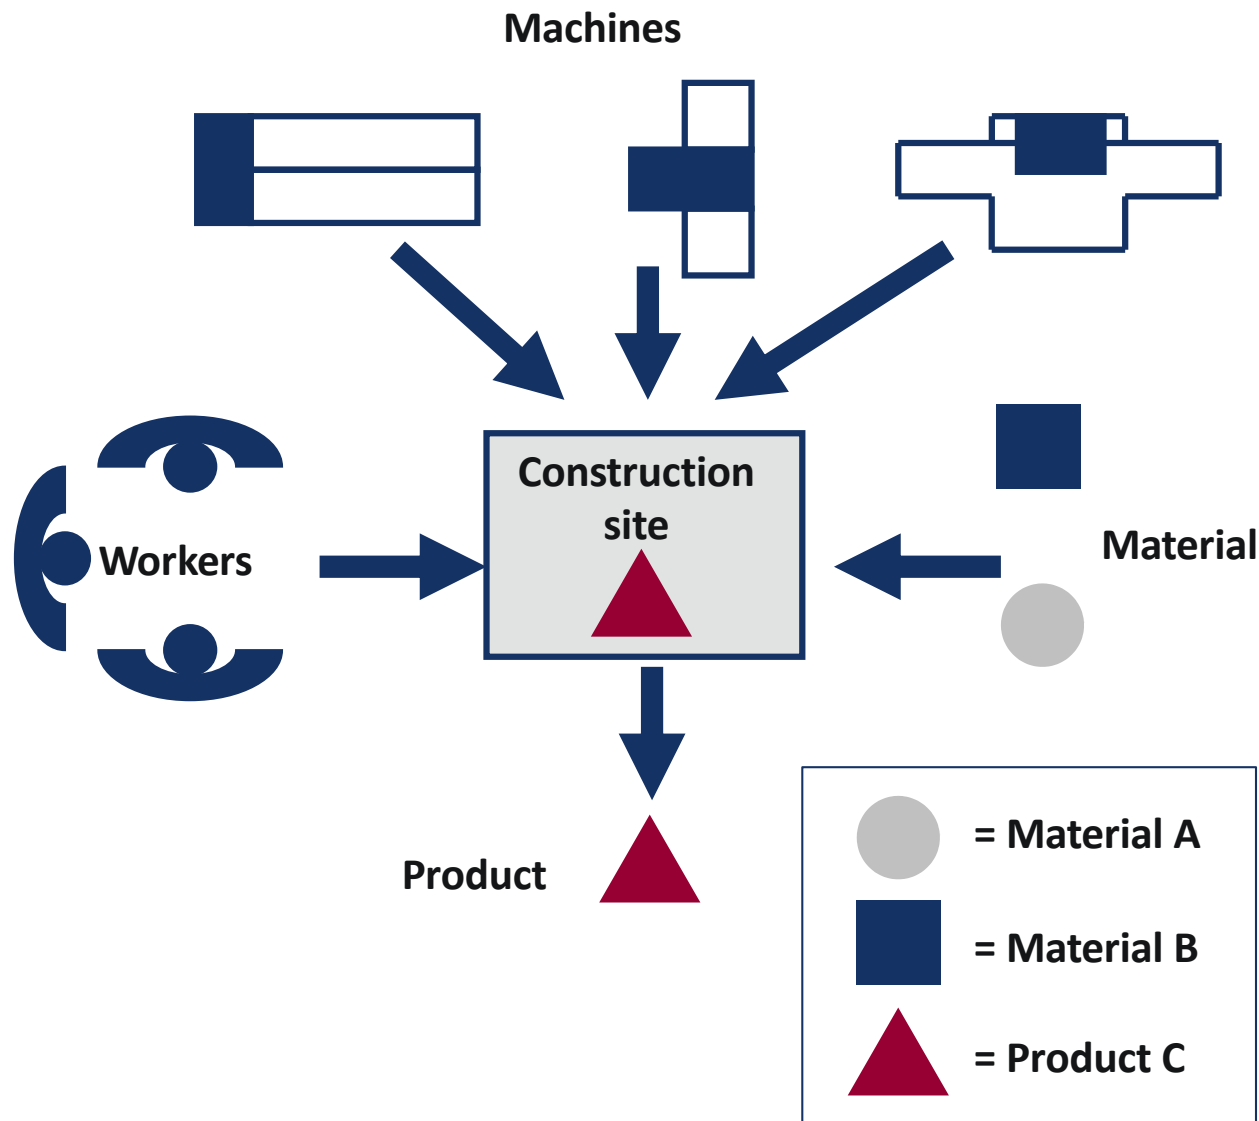 Machines
Construction
site
Workers
Material
Product
= Material A
= Material B
= Product C